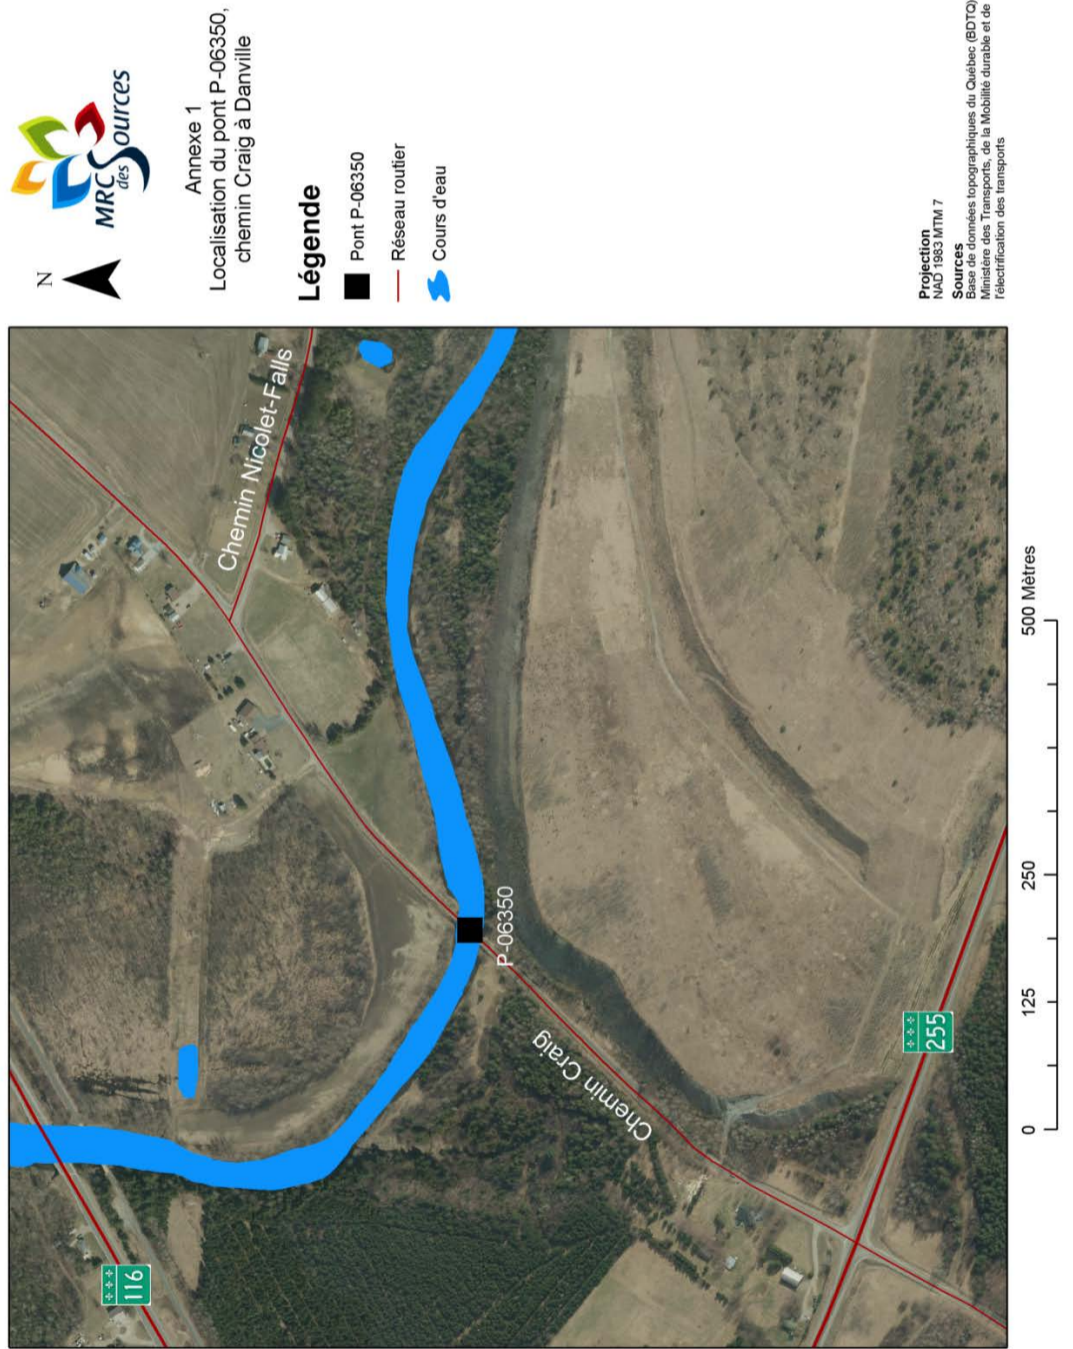 MRC des Sources
N
Annexe 1
Localisation du pont P-06350,
chemin Craig à Danville
Légende
Pont P-06350
Réseau routier
Cours d'eau
Projection
NAD 1983 MTM 7
Sources
Base de données topographiques du Québec (BDTQ)
Ministère des Transports, de la Mobilité durable et de
l'électrification des transports
Chemin Nicolet-Falls
P-06350
Chemin Craig
116
255
0 125 250 500 Mètres